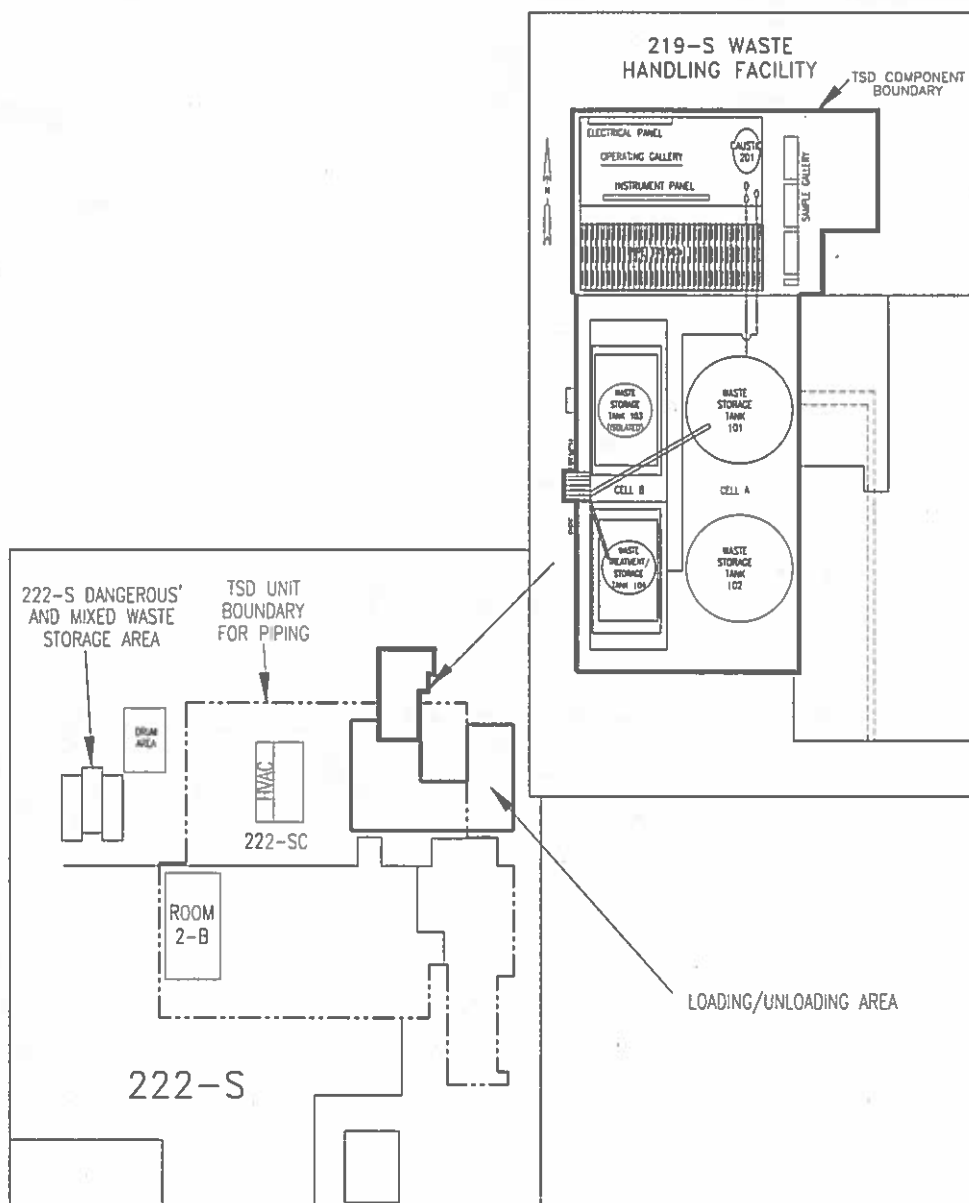 219-S WASTE
HANDLING FACILITY
TSD COMPONENT
BOUNDARY
ELECTRICAL PANEL
OPERATING GALLERY
INSTRUMENT PANEL
CAUSTIC
201
SAMPLE GALLERY
N
PIPE
WASTE
STORAGE
TANK 103
(ISOLATED)
WASTE
STORAGE
TANK
101
CELL B
CELL A
PIPE
WASTE
TREATMENT/
STORAGE
TANK 104
WASTE
STORAGE
TANK
102
222-S DANGEROUS'
AND MIXED WASTE
STORAGE AREA
TSD UNIT
BOUNDARY
FOR PIPING
DRUM
AREA
HVAC
222-SC
ROOM
2-B
LOADING/UNLOADING AREA
222-S